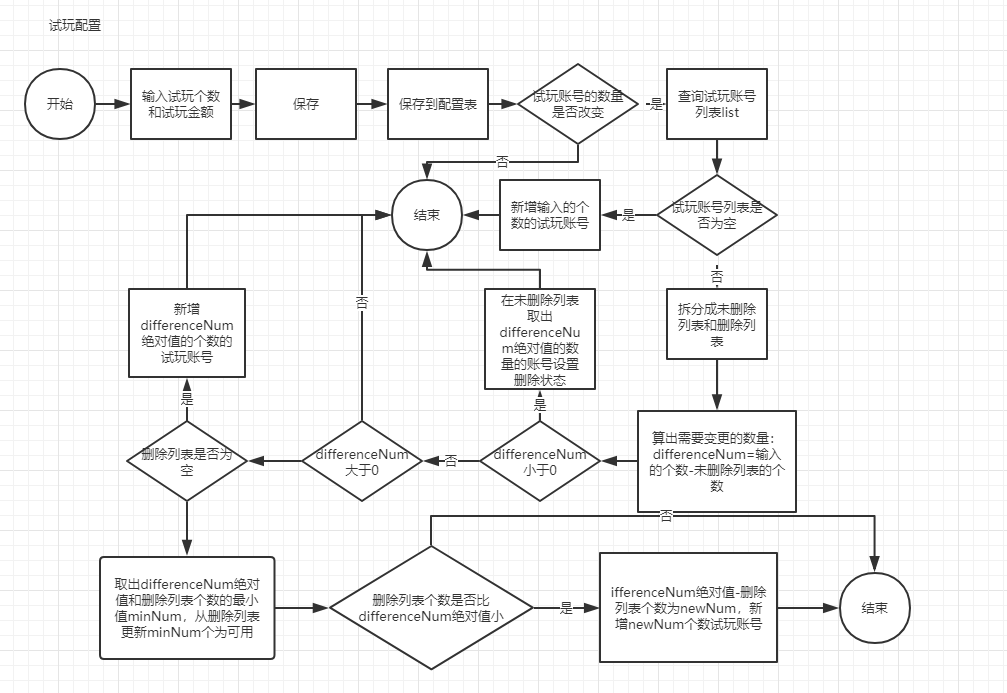 试玩配置
开始
输入试玩个数
和试玩金额
保存
保存到配置表
试玩账号的数量
是否改变
是
查询试玩账号
列表list
否
结束
新增输入的个
数的试玩账号
是
试玩账号列表是
否为空
否
新增
differenceNum
绝对值的个数的
试玩账号
否
在未删除列表
取出
differenceNu
m绝对值的数
量的账号设置
删除状态
拆分成未删除
列表和删除列
表
是
是
删除列表是否为
空
differenceNum
大于0
否
differenceNum
小于0
算出需要变更的数量：
differenceNum=输入
的个数-未删除列表的个
数
否
取出differenceNum绝对
值和删除列表个数的最小
值minNum，从删除列表
更新minNum个为可用
删除列表个数是否比
differenceNum绝对值小
是
ifferenceNum绝对值-删除
列表个数为newNum，新
增newNum个数试玩账号
结束